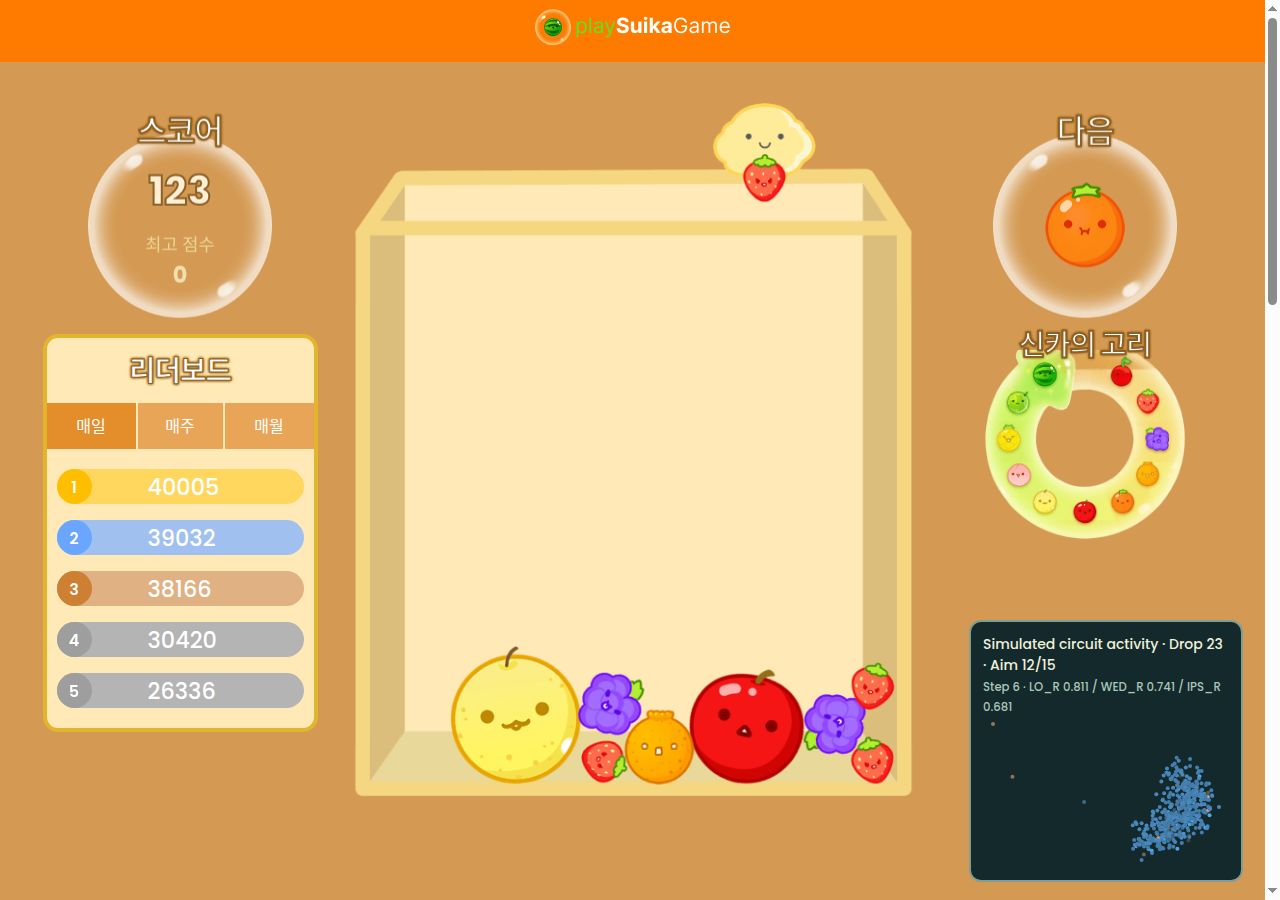 playSuikaGame
스코어
123
최고 점수
0
리더보드
매일 매주 매월
1 40005
2 39032
3 38166
4 30420
5 26336
다음
신카의 고리
Simulated circuit activity · Drop 23
· Aim 12/15
Step 6 · LO_R 0.811 / WED_R 0.741 / IPS_R
0.681